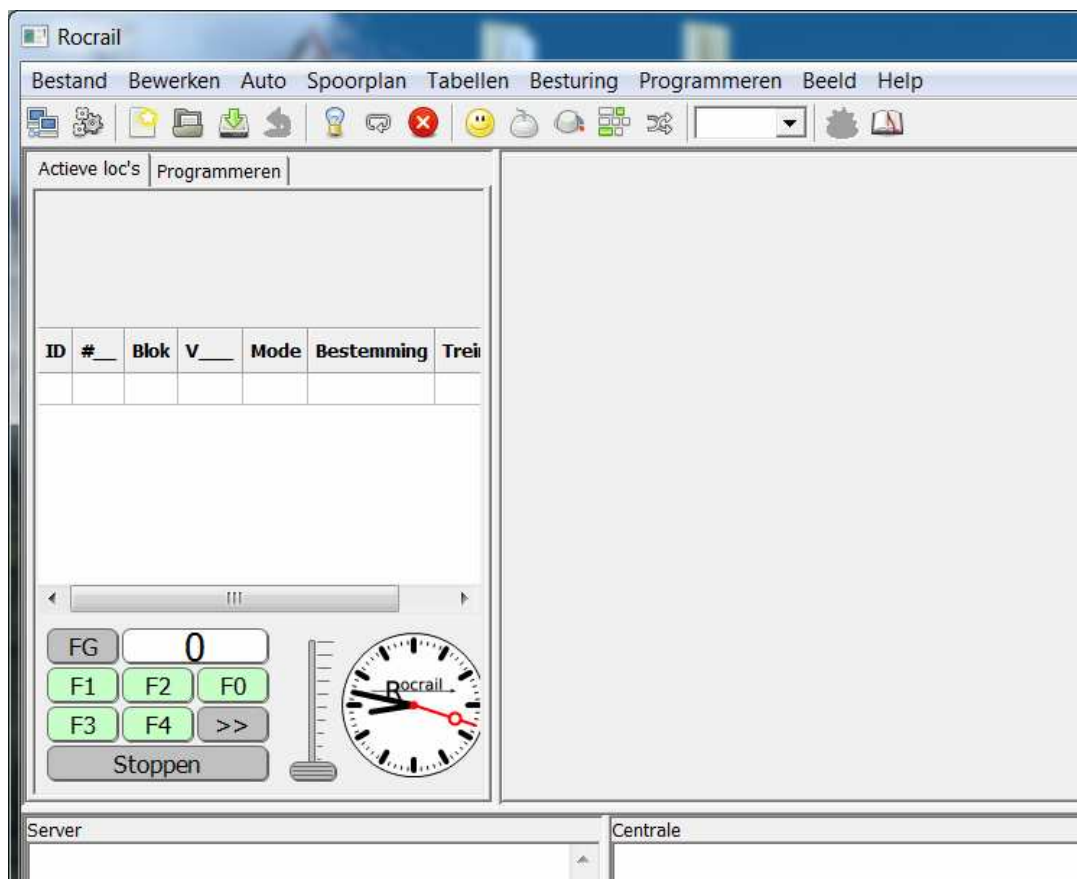 Rocrail
Bestand Bewerken Auto Spoorplan Tabellen Besturing Programmeren Beeld Help
Actieve loc's Programmeren
ID #__ Blok V___ Mode Bestemming Trei
FG 0
F1 F2 F0
Rocrail
F3 F4 >>
Stoppen
Server Centrale